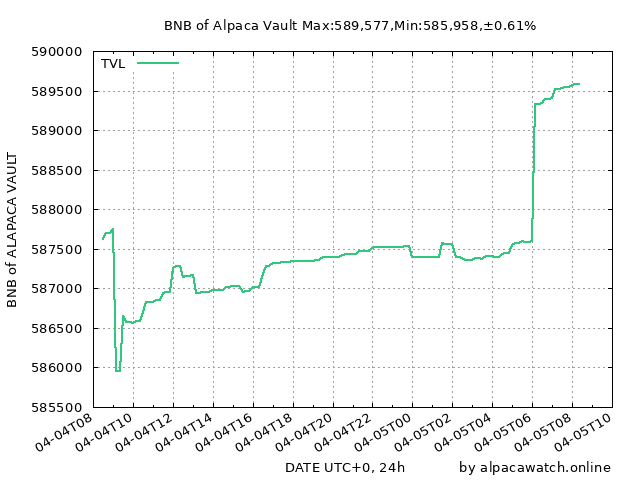 BNB of Alpaca Vault Max:589,577,Min:585,958,±0.61%
TVL
590000
589500
589000
588500
588000
587500
587000
586500
586000
585500
BNB of ALAPACA VAULT
04-04T08
04-04T10
04-04T12
04-04T14
04-04T16
04-04T18
04-04T20
04-04T22
04-05T00
04-05T02
04-05T04
04-05T06
04-05T08
04-05T10
DATE UTC+0, 24h
by alpacawatch.online